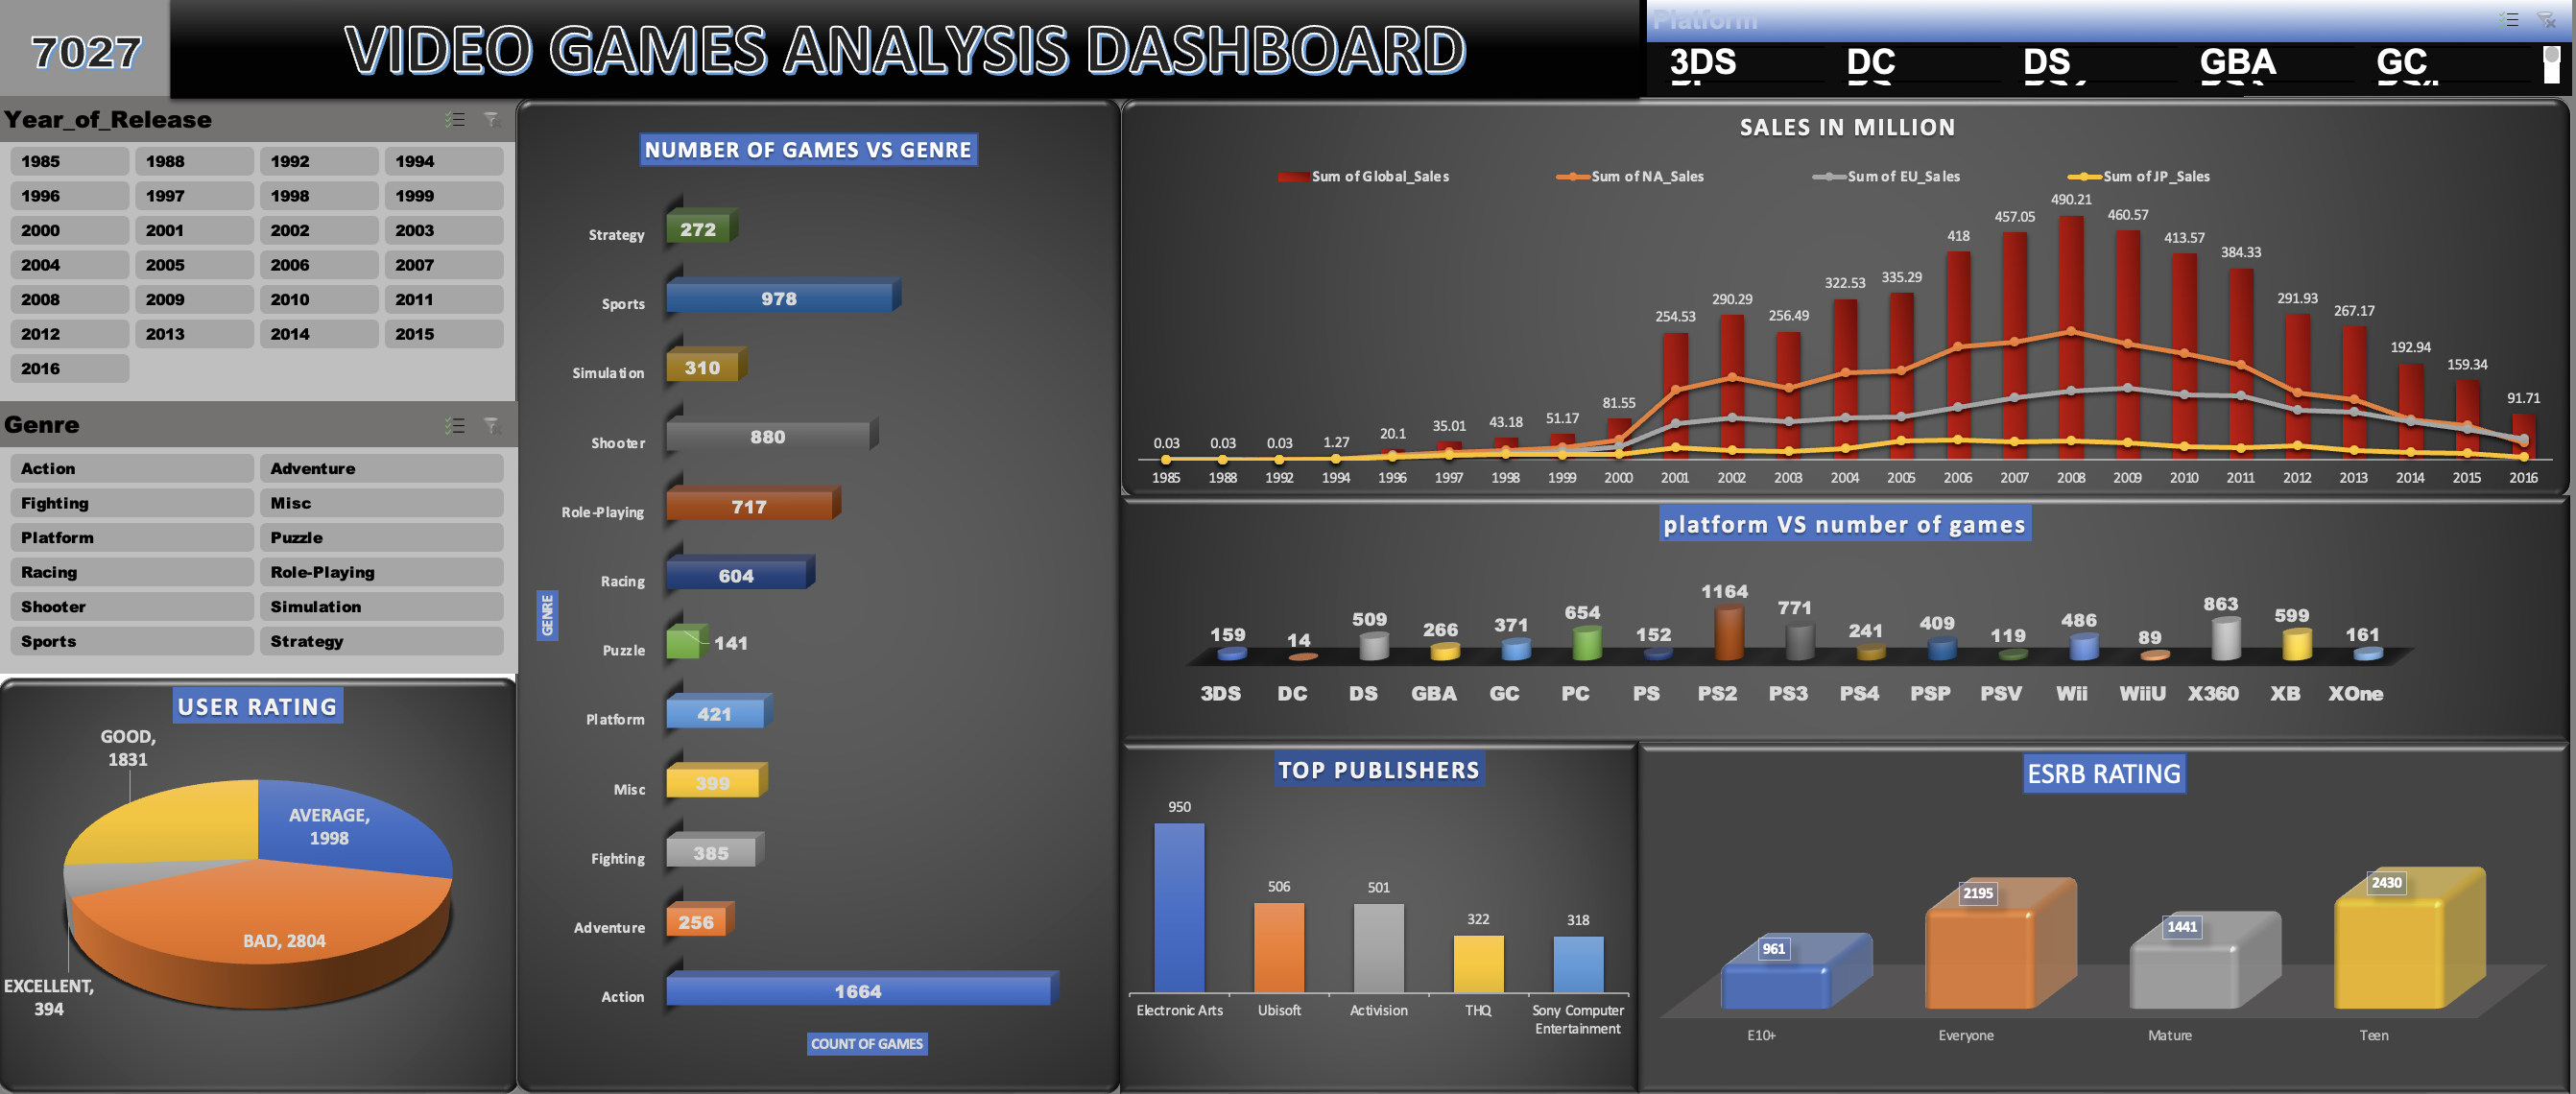 7027
VIDEO GAMES ANALYSIS DASHBOARD
Platform
3DS DC DS GBA GC
Year_of_Release
1985 1988 1992 1994
1996 1997 1998 1999
2000 2001 2002 2003
2004 2005 2006 2007
2008 2009 2010 2011
2012 2013 2014 2015
2016
Genre
Action Adventure
Fighting Misc
Platform Puzzle
Racing Role-Playing
Shooter Simulation
Sports Strategy
USER RATING
GOOD,
1831
AVERAGE,
1998
BAD, 2804
EXCELLENT,
394
NUMBER OF GAMES VS GENRE
Strategy 272
Sports 978
Simulation 310
Shooter 880
Role-Playing 717
Racing 604
Puzzle 141
Platform 421
Misc 399
Fighting 385
Adventure 256
Action 1664
GENRE
COUNT OF GAMES
SALES IN MILLION
Sum of Global_Sales Sum of NA_Sales Sum of EU_Sales Sum of JP_Sales
0.03 0.03 0.03 1.27 20.1 35.01 43.18 51.17 81.55 254.53 290.29 256.49 322.53 335.29 418 457.05 490.21 460.57 413.57 384.33 291.93 267.17 192.94 159.34 91.71
1985 1988 1992 1994 1996 1997 1998 1999 2000 2001 2002 2003 2004 2005 2006 2007 2008 2009 2010 2011 2012 2013 2014 2015 2016
platform VS number of games
159 14 509 266 371 654 152 1164 771 241 409 119 486 89 863 599 161
3DS DC DS GBA GC PC PS PS2 PS3 PS4 PSP PSV Wii WiiU X360 XB XOne
TOP PUBLISHERS
950 506 501 322 318
Electronic Arts Ubisoft Activision THQ Sony Computer
Entertainment
ESRB RATING
961 2195 1441 2430
E10+ Everyone Mature Teen